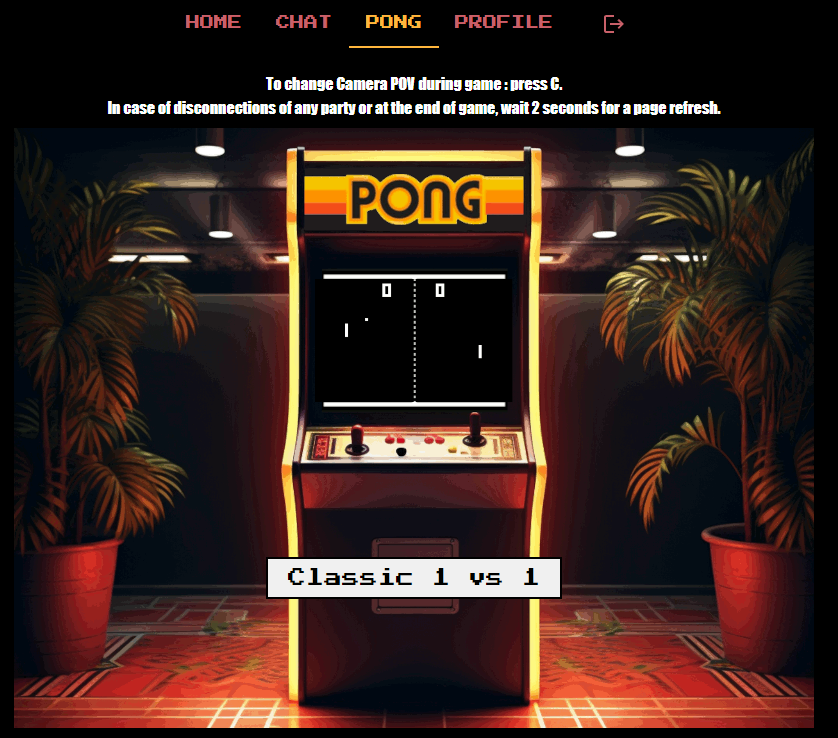 HOME CHAT PONG PROFILE
To change Camera POV during game : press C.
In case of disconnections of any party or at the end of game, wait 2 seconds for a page refresh.
PONG
0 0
Classic 1 vs 1